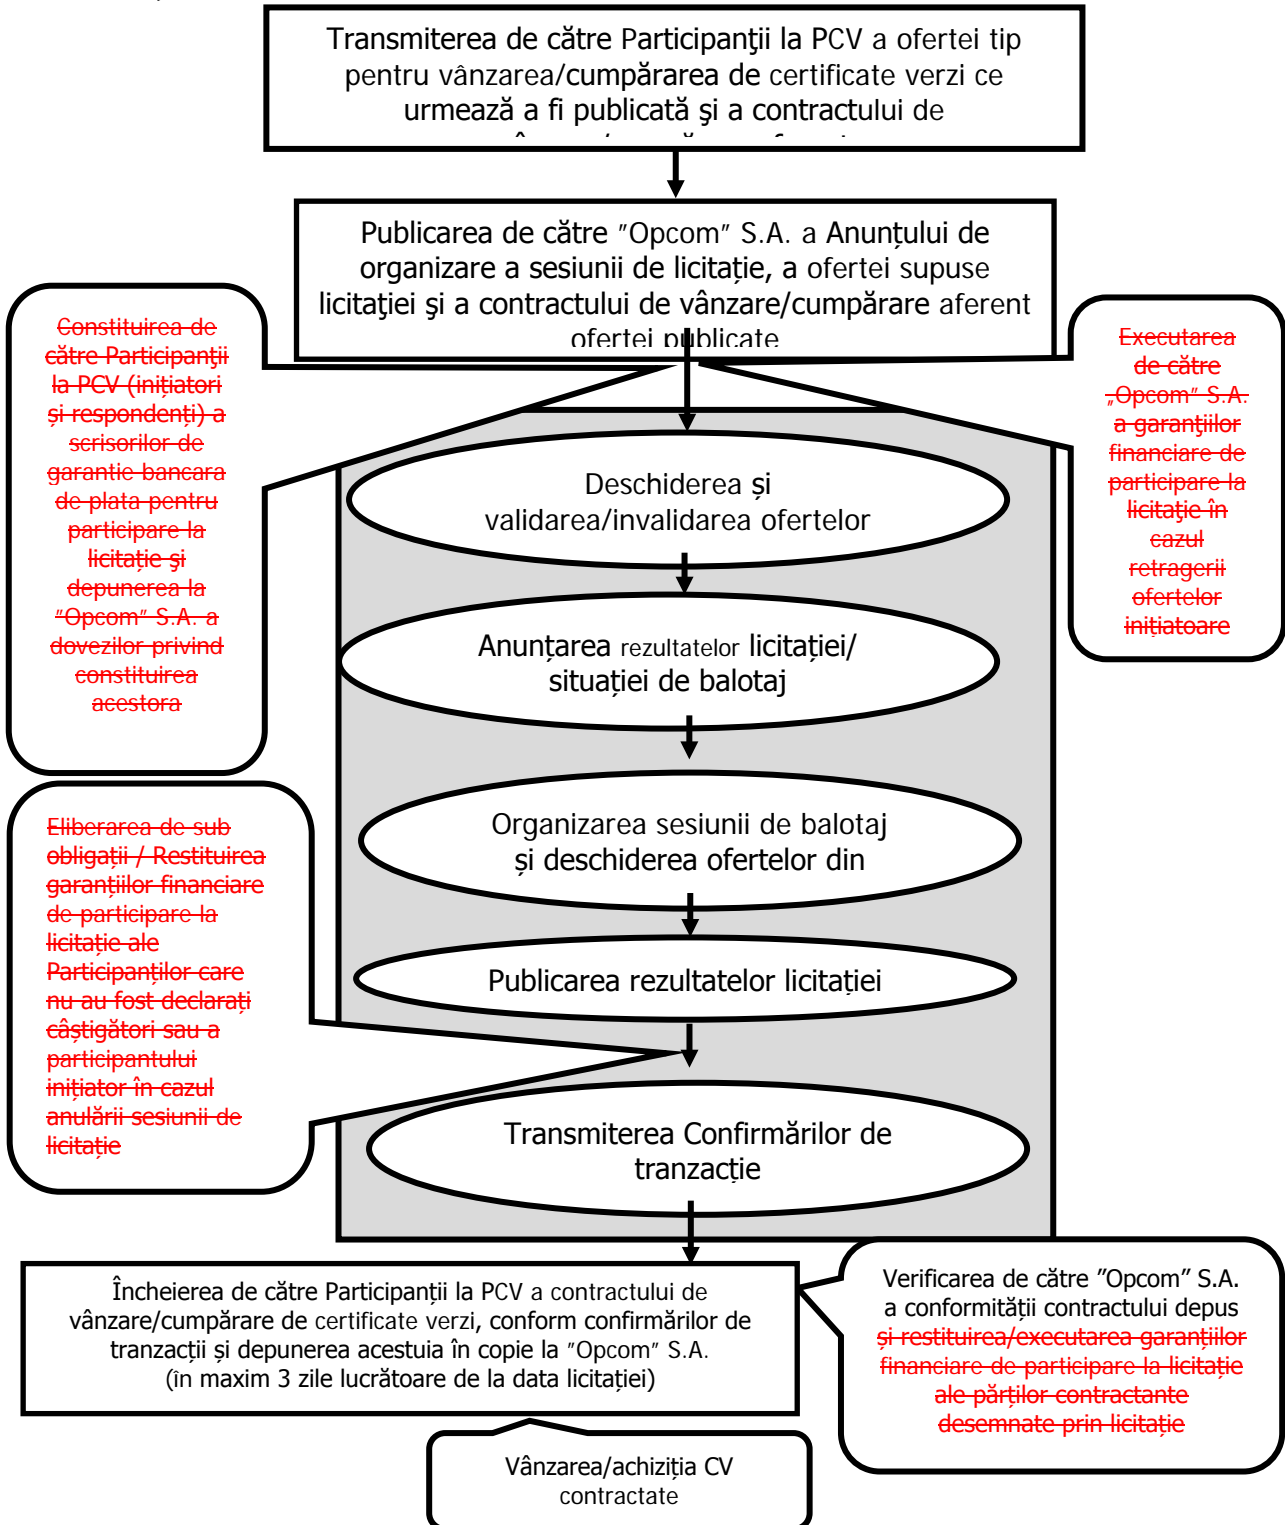 Transmiterea de către Participanţii la PCV a ofertei tip
pentru vânzarea/cumpărarea de certificate verzi ce
urmează a fi publicată şi a contractului de
Publicarea de către "Opcom" S.A. a Anunțului de
organizare a sesiunii de licitație, a ofertei supuse
licitaţiei şi a contractului de vânzare/cumpărare aferent
ofertei publicate
Constituirea de
către Participanţii
la PCV (inițiatori
și respondenți) a
scrisorilor de
garantie bancara
de plata pentru
participare la
licitație şi
depunerea la
"Opcom" S.A. a
dovezilor privind
constituirea
acestora
Executarea
de către
„Opcom" S.A.
a garanţiilor
financiare de
participare la
licitaţie în
cazul
retragerii
ofertelor
inițiatoare
Deschiderea și
validarea/invalidarea ofertelor
Anunțarea rezultatelor licitației/
situației de balotaj
Organizarea sesiunii de balotaj
și deschiderea ofertelor din
Publicarea rezultatelor licitației
Eliberarea de sub
obligații / Restituirea
garanțiilor financiare
de participare la
licitație ale
Participanților care
nu au fost declarați
câștigători sau a
participantului
inițiator în cazul
anulării sesiunii de
licitație
Transmiterea Confirmărilor de
tranzacție
Încheierea de către Participanții la PCV a contractului de
vânzare/cumpărare de certificate verzi, conform confirmărilor de
tranzacții și depunerea acestuia în copie la "Opcom" S.A.
(în maxim 3 zile lucrătoare de la data licitației)
Verificarea de către "Opcom" S.A.
a conformității contractului depus
și restituirea/executarea garanțiilor
financiare de participare la licitație
ale părților contractante
desemnate prin licitație
Vânzarea/achiziția CV
contractate